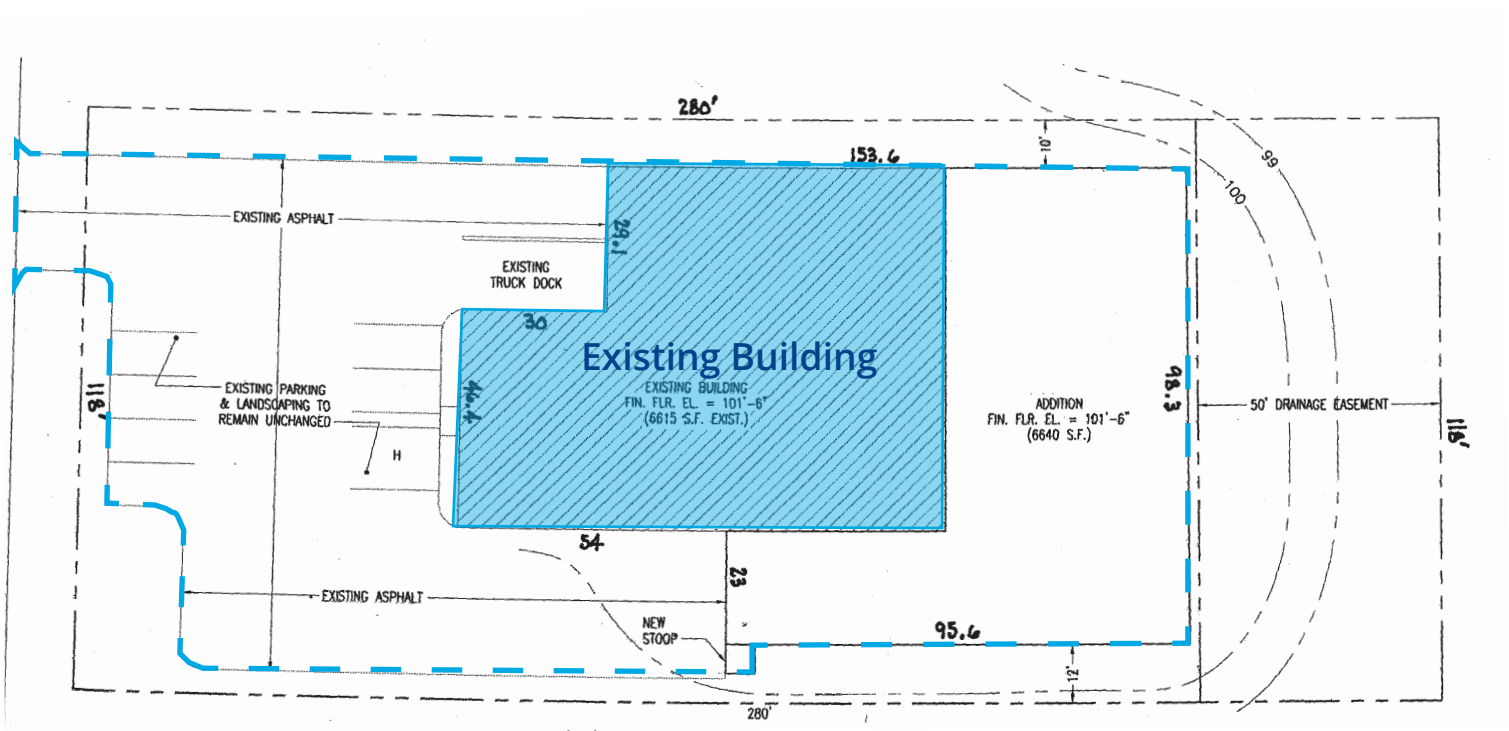 280'
153.6
10'
99
100
EXISTING ASPHALT
29.1
EXISTING
TRUCK DOCK
30
Existing Building
EXISTING BUILDING
FIN. FLR. EL. = 101'-6"
(6615 S.F. EXIST.)
46.4
118'
EXISTING PARKING
& LANDSCAPING TO
REMAIN UNCHANGED
H
ADDITION
FIN. FLR. EL. = 101'-6"
(6640 S.F.)
98.3
50' DRAINAGE EASEMENT
118'
54
23
EXISTING ASPHALT
NEW
STOOP
95.6
12'
280'